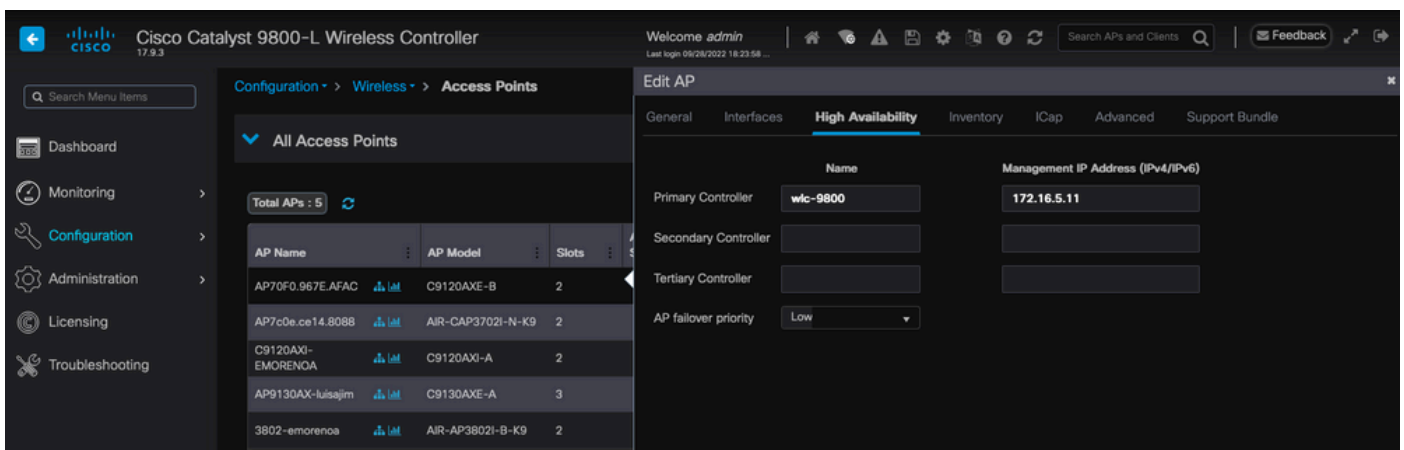 CISCO
Cisco Catalyst 9800-L Wireless Controller
17.9.3
Welcome admin
Last login 09/28/2022 18:23:58 ...
Search APs and Clients
Feedback
Search Menu Items
Dashboard
Monitoring
Configuration
Administration
Licensing
Troubleshooting
Configuration > Wireless > Access Points
All Access Points
Total APs : 5
AP Name AP Model Slots
AP70F0.967E.AFAC C9120AXE-B 2
AP7c0e.ce14.8088 AIR-CAP3702I-N-K9 2
C9120AXI-
EMORENOA C9120AXI-A 2
AP9130AX-luisajim C9130AXE-A 3
3802-emorenoa AIR-AP3802I-B-K9 2
Edit AP
General Interfaces High Availability Inventory ICap Advanced Support Bundle
Name Management IP Address (IPv4/IPv6)
Primary Controller wlc-9800 172.16.5.11
Secondary Controller
Tertiary Controller
AP failover priority Low